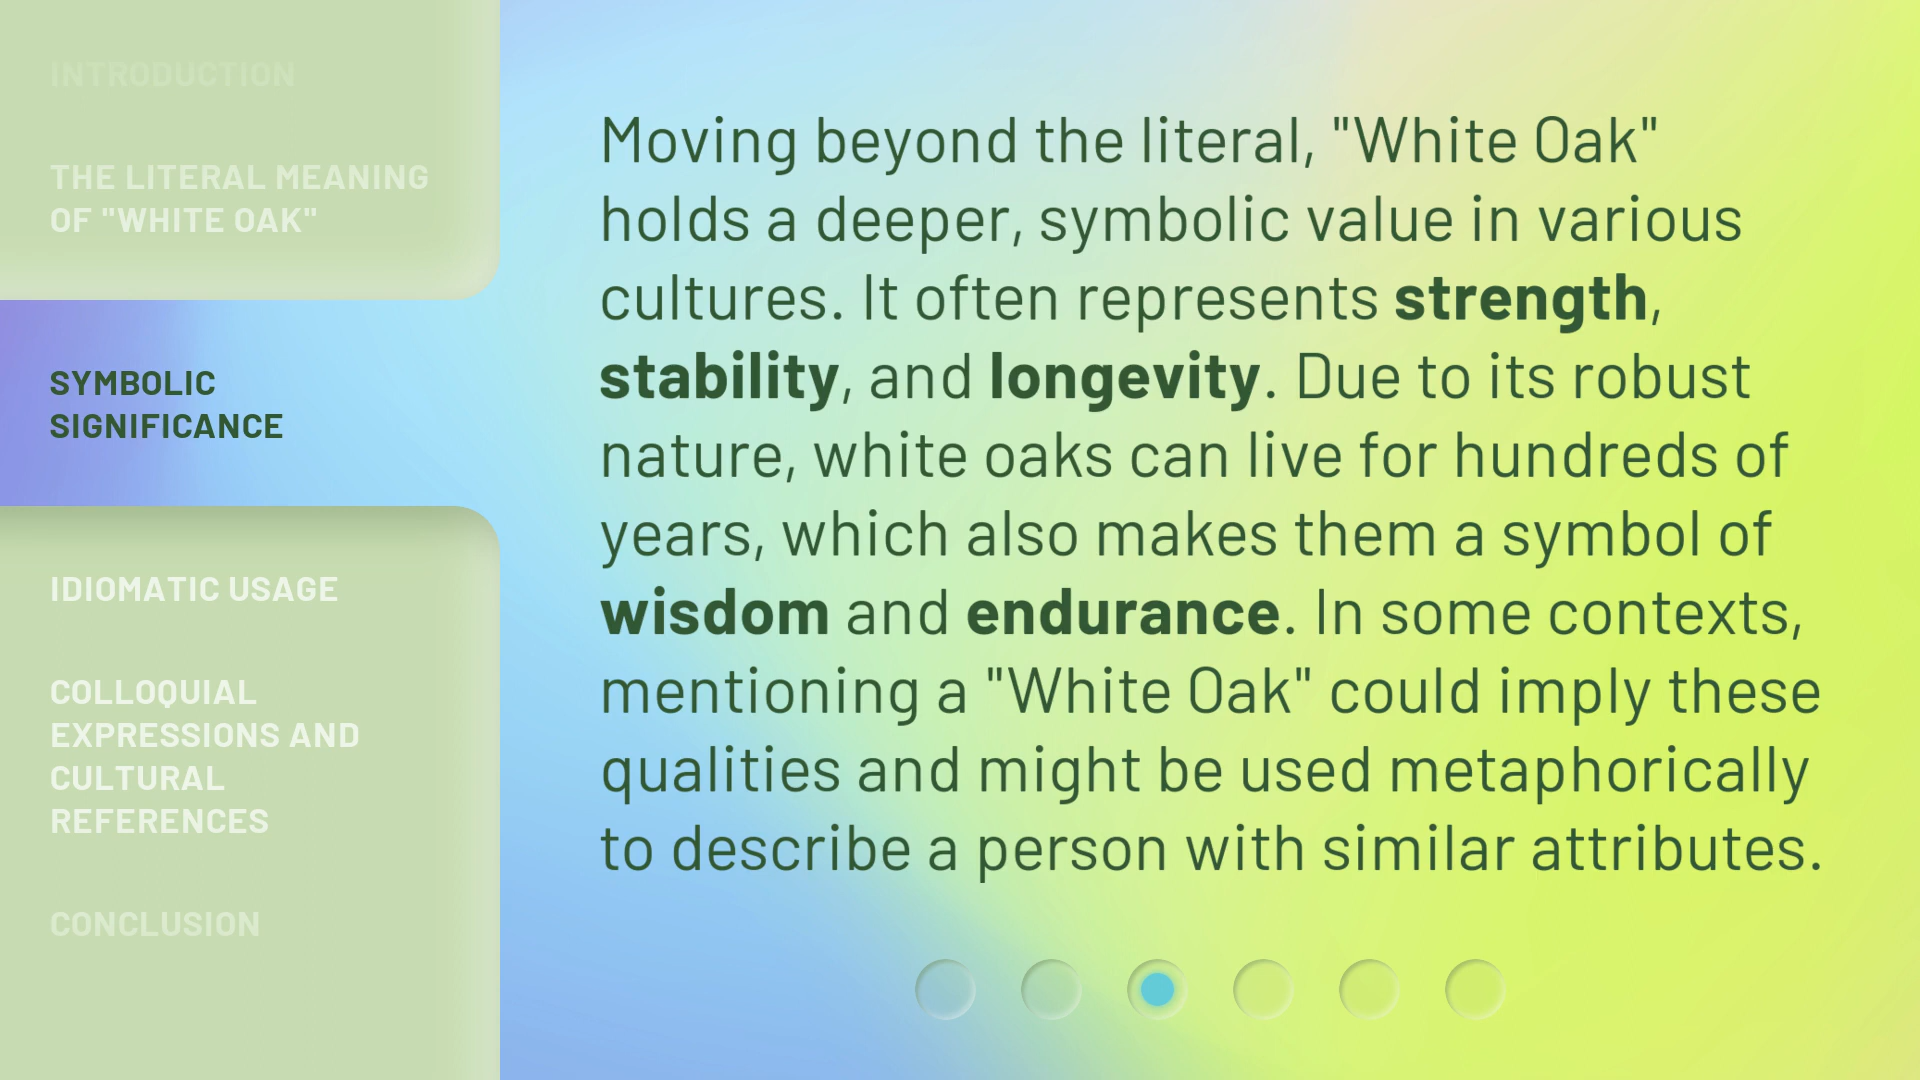 INTRODUCTION
THE LITERAL MEANING
OF "WHITE OAK"
SYMBOLIC
SIGNIFICANCE
IDIOMATIC USAGE
COLLOQUIAL
EXPRESSIONS AND
CULTURAL
REFERENCES
CONCLUSION
Moving beyond the literal, "White Oak"
holds a deeper, symbolic value in various
cultures. It often represents strength,
stability, and longevity. Due to its robust
nature, white oaks can live for hundreds of
years, which also makes them a symbol of
wisdom and endurance. In some contexts,
mentioning a "White Oak" could imply these
qualities and might be used metaphorically
to describe a person with similar attributes.